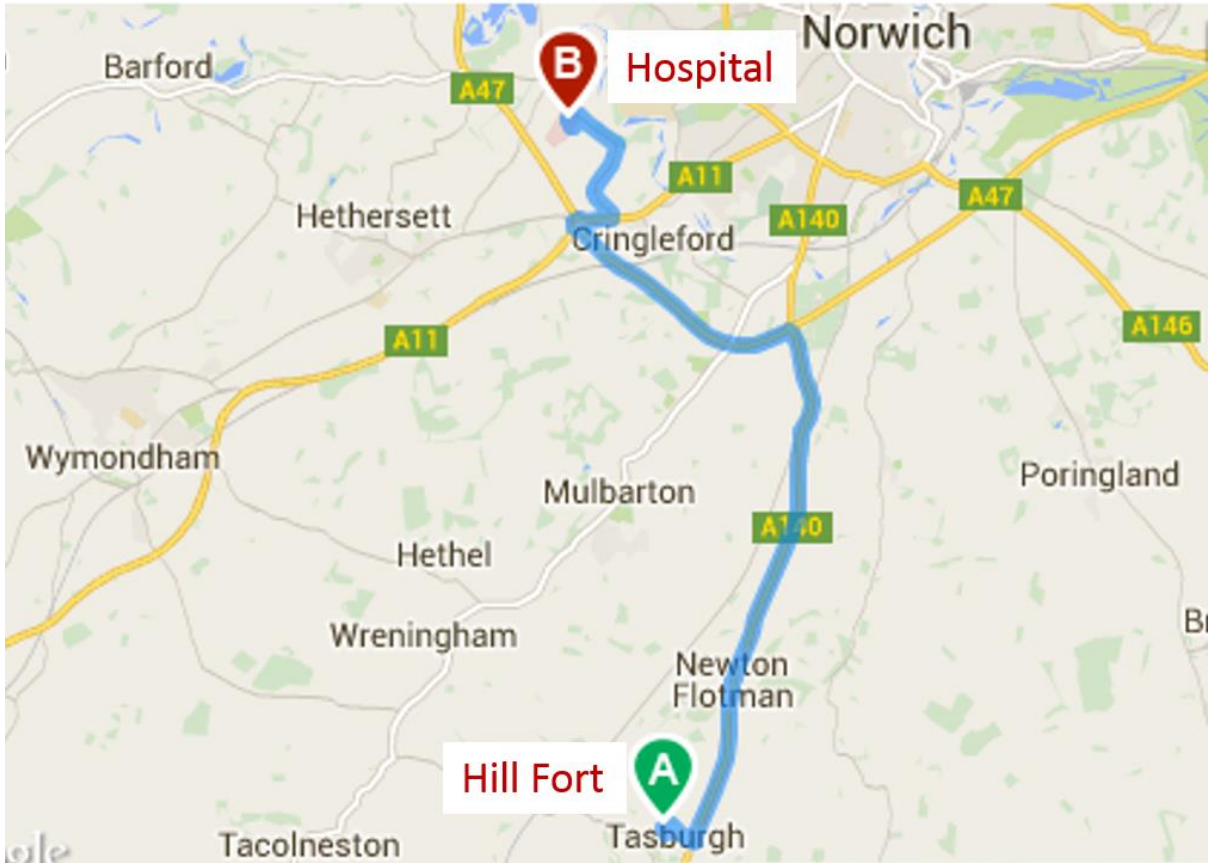 Norwich
Barford
B
Hospital
A47
A11
A47
Hethersett
A140
Cringleford
A146
A11
Wymondham
Poringland
Mulbarton
A140
Hethel
Wreningham
Newton
Flotman
A
Hill Fort
Tasburgh
Tacolneston